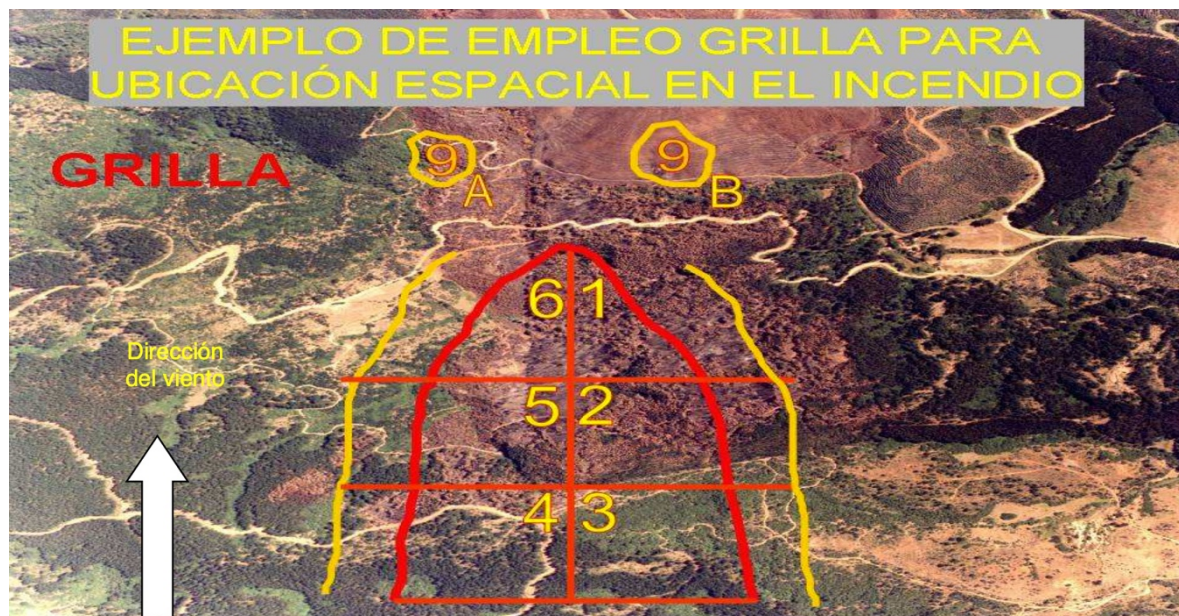 EJEMPLO DE EMPLEO GRILLA PARA
UBICACIÓN ESPACIAL EN EL INCENDIO
GRILLA
9
A
9
B
6 1
Dirección
del viento
5 2
4 3